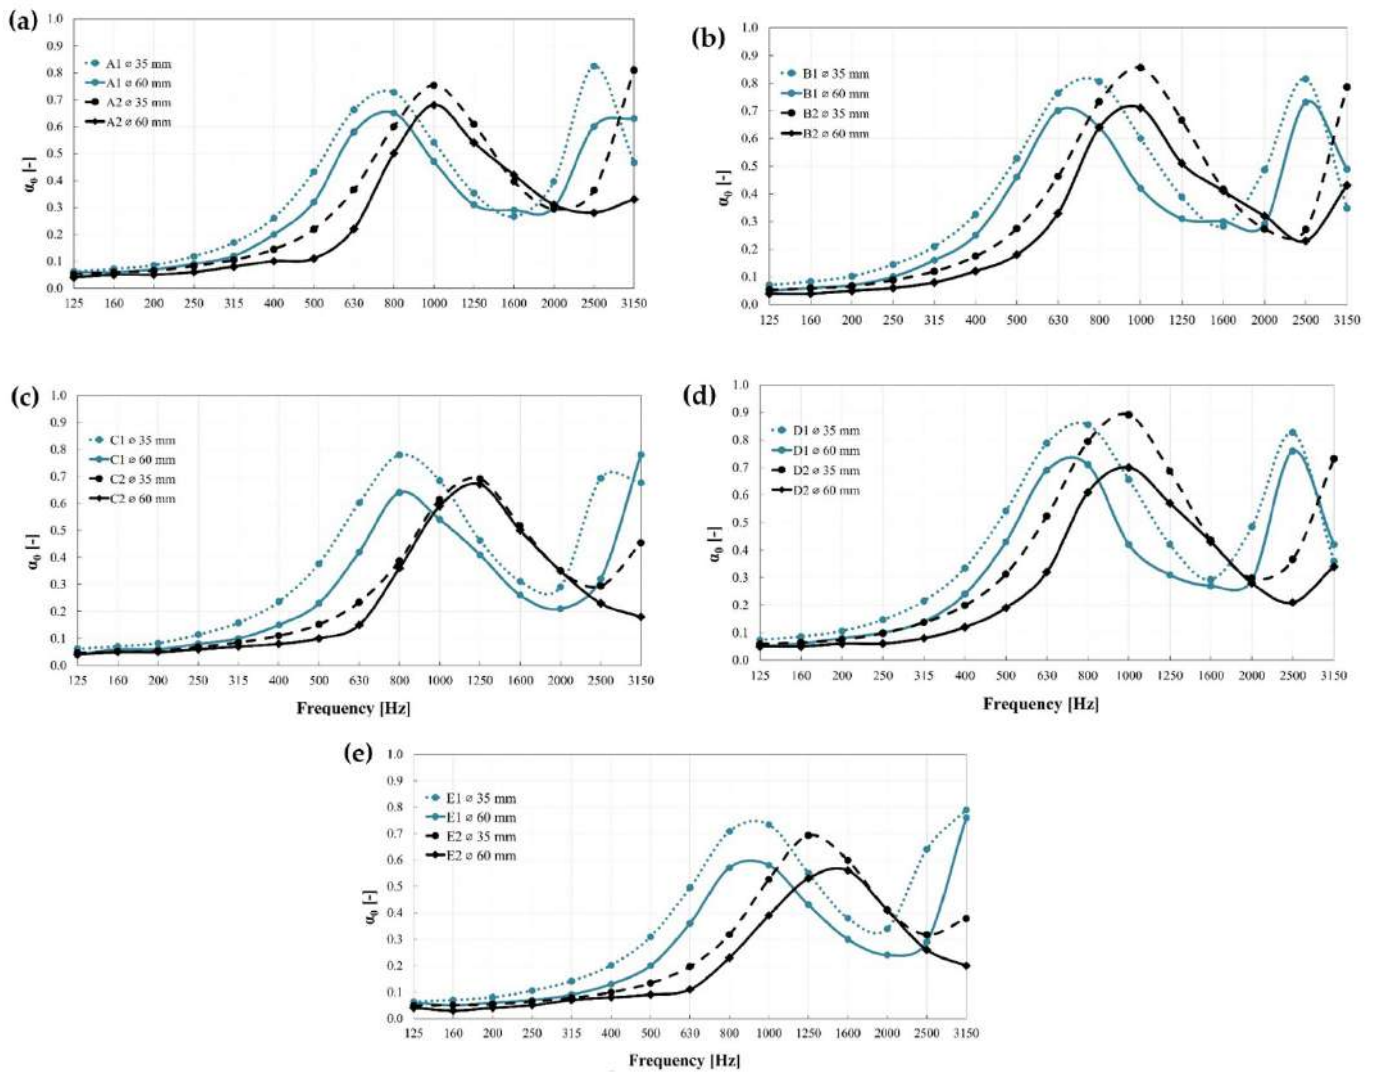 (a)
α₀ [-]
1.0
0.9
0.8
0.7
0.6
0.5
0.4
0.3
0.2
0.1
0.0
A1 ø 35 mm
A1 ø 60 mm
A2 ø 35 mm
A2 ø 60 mm
125 160 200 250 315 400 500 630 800 1000 1250 1600 2000 2500 3150
(b)
α₀ [-]
1.0
0.9
0.8
0.7
0.6
0.5
0.4
0.3
0.2
0.1
0.0
B1 ø 35 mm
B1 ø 60 mm
B2 ø 35 mm
B2 ø 60 mm
125 160 200 250 315 400 500 630 800 1000 1250 1600 2000 2500 3150
(c)
α₀ [-]
1.0
0.9
0.8
0.7
0.6
0.5
0.4
0.3
0.2
0.1
0.0
C1 ø 35 mm
C1 ø 60 mm
C2 ø 35 mm
C2 ø 60 mm
125 160 200 250 315 400 500 630 800 1000 1250 1600 2000 2500 3150
Frequency [Hz]
(d)
α₀ [-]
1.0
0.9
0.8
0.7
0.6
0.5
0.4
0.3
0.2
0.1
0.0
D1 ø 35 mm
D1 ø 60 mm
D2 ø 35 mm
D2 ø 60 mm
125 160 200 250 315 400 500 630 800 1000 1250 1600 2000 2500 3150
Frequency [Hz]
(e)
α₀ [-]
1.0
0.9
0.8
0.7
0.6
0.5
0.4
0.3
0.2
0.1
0.0
E1 ø 35 mm
E1 ø 60 mm
E2 ø 35 mm
E2 ø 60 mm
125 160 200 250 315 400 500 630 800 1000 1250 1600 2000 2500 3150
Frequency [Hz]